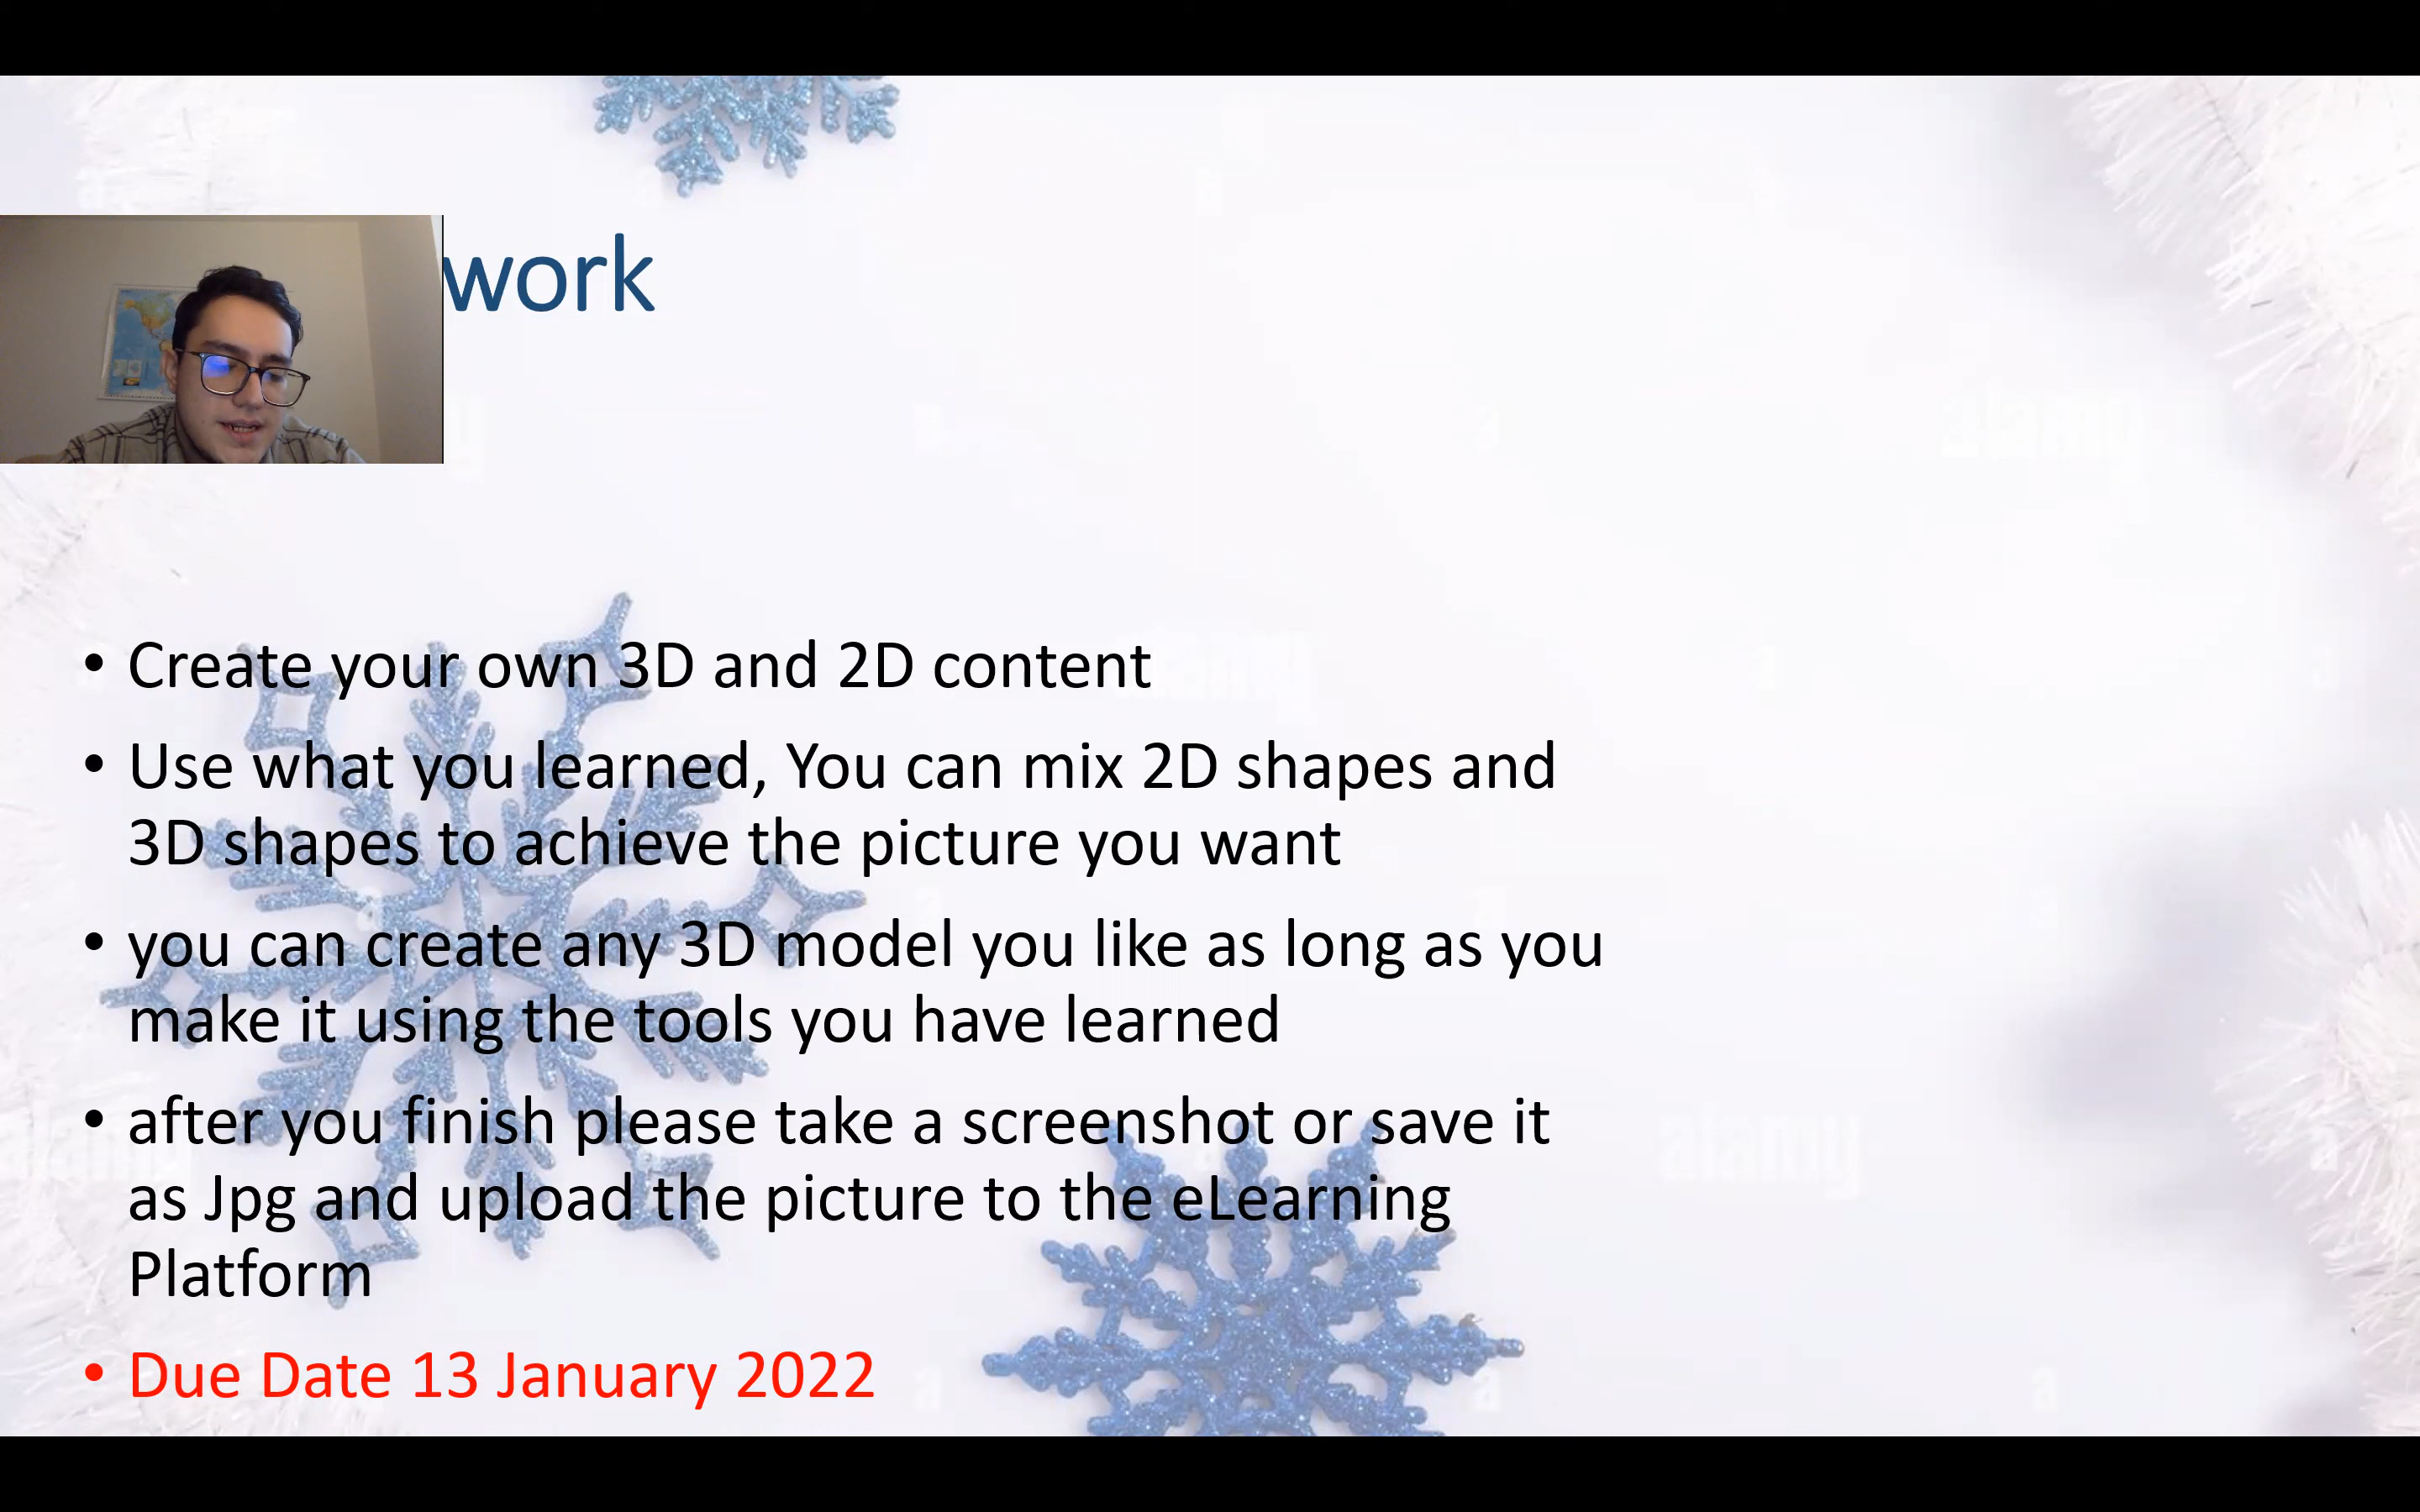 work
• Create your own 3D and 2D content
• Use what you learned, You can mix 2D shapes and
3D shapes to achieve the picture you want
• you can create any 3D model you like as long as you
make it using the tools you have learned
• after you finish please take a screenshot or save it
as Jpg and upload the picture to the eLearning
Platform
• Due Date 13 January 2022